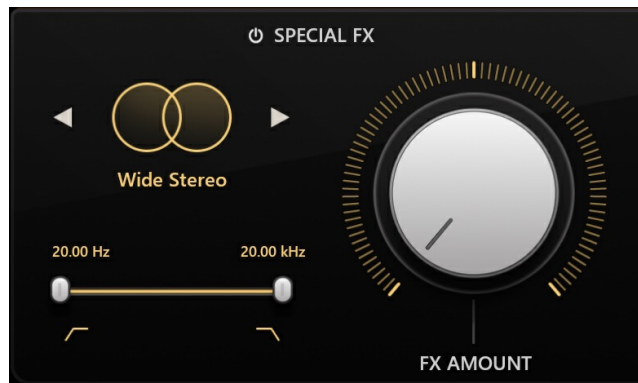 SPECIAL FX
Wide Stereo
20.00 Hz
20.00 kHz
FX AMOUNT